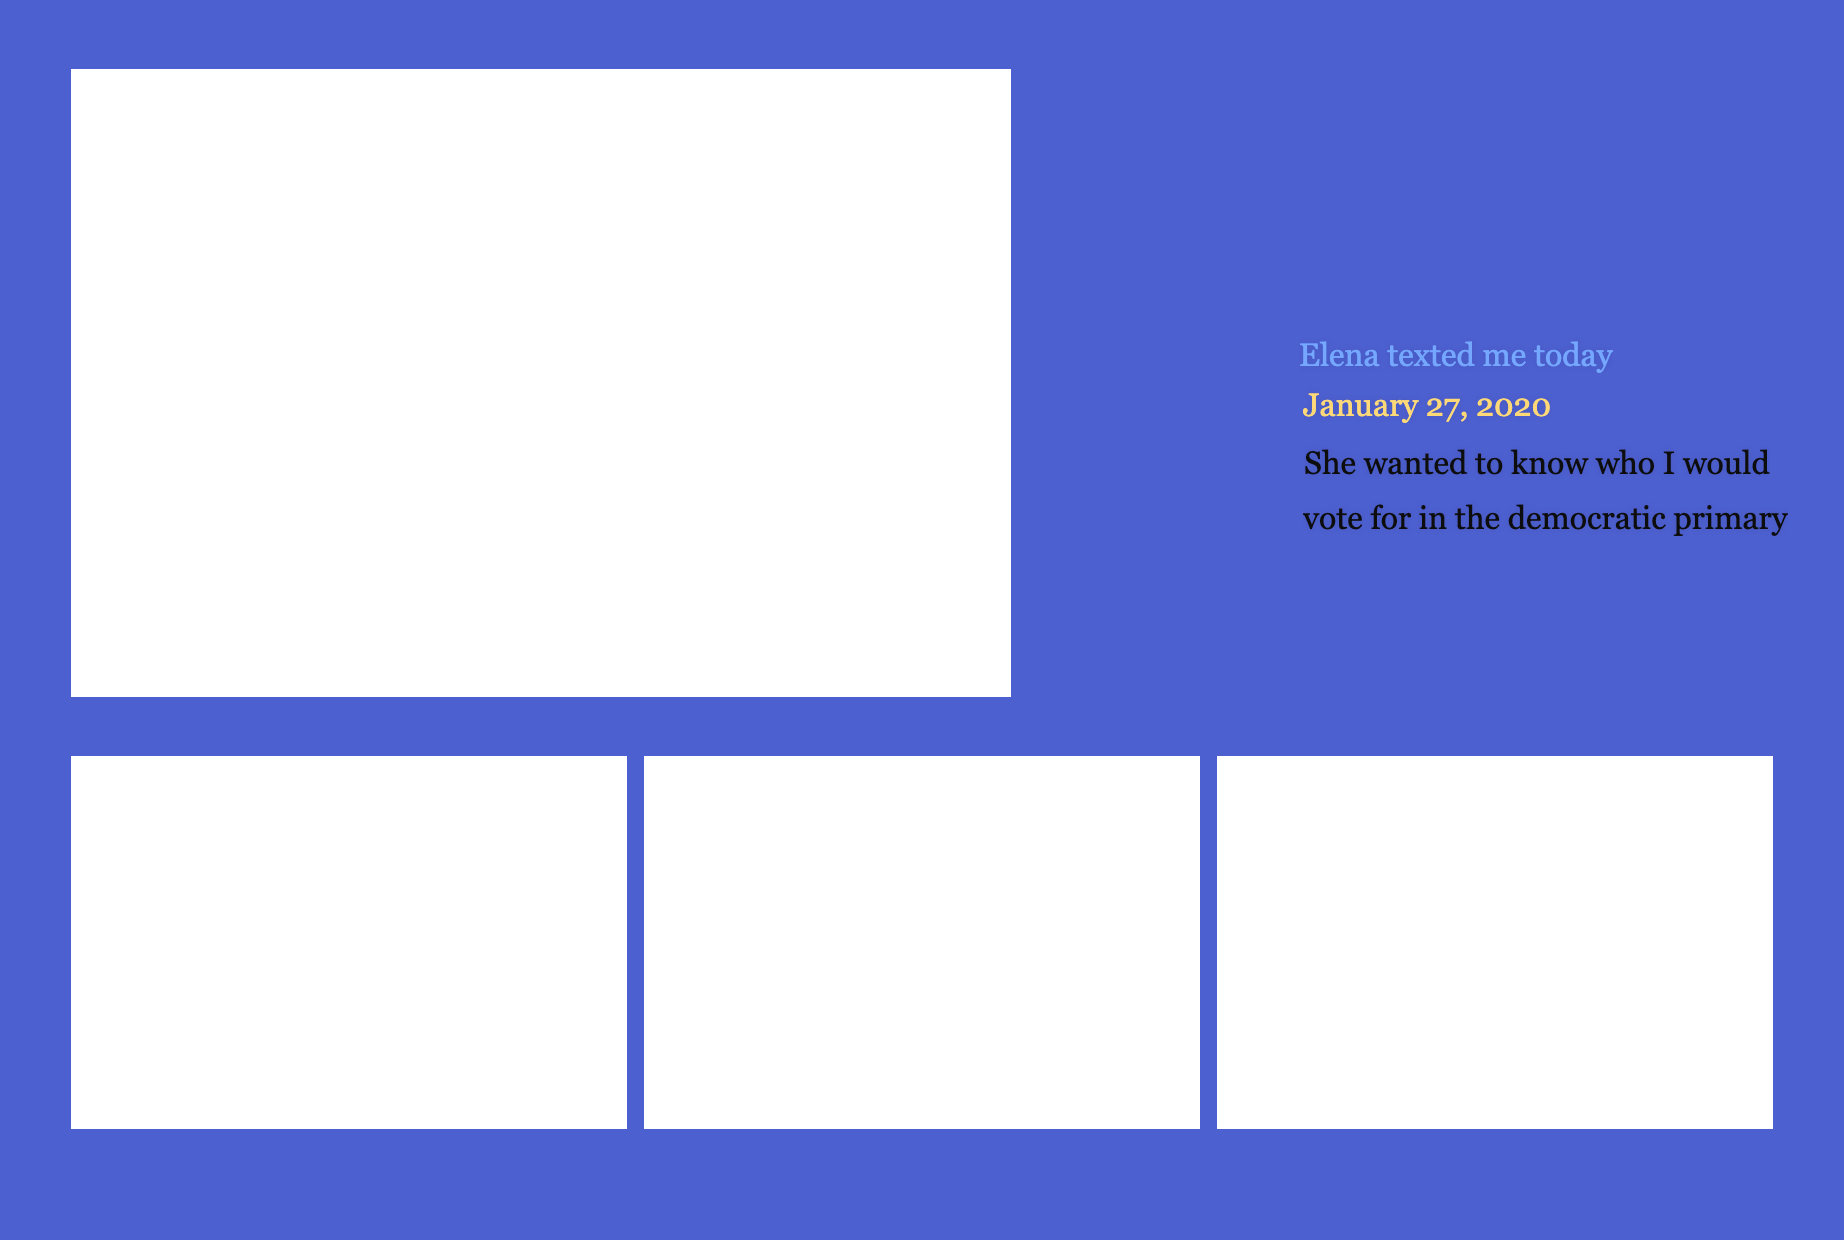 Elena texted me today
January 27, 2020
She wanted to know who I would
vote for in the democratic primary